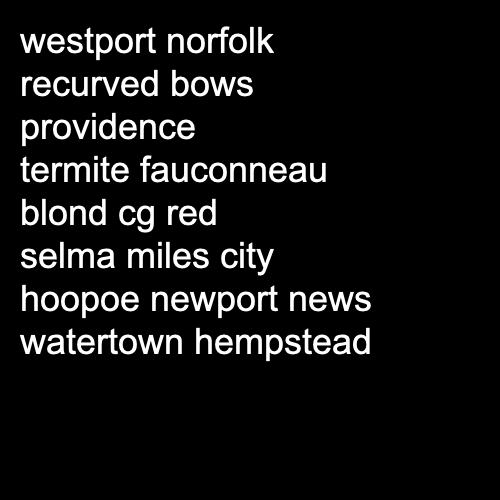 westport norfolk
recurved bows
providence
termite fauconneau
blond cg red
selma miles city
hoopoe newport news
watertown hempstead